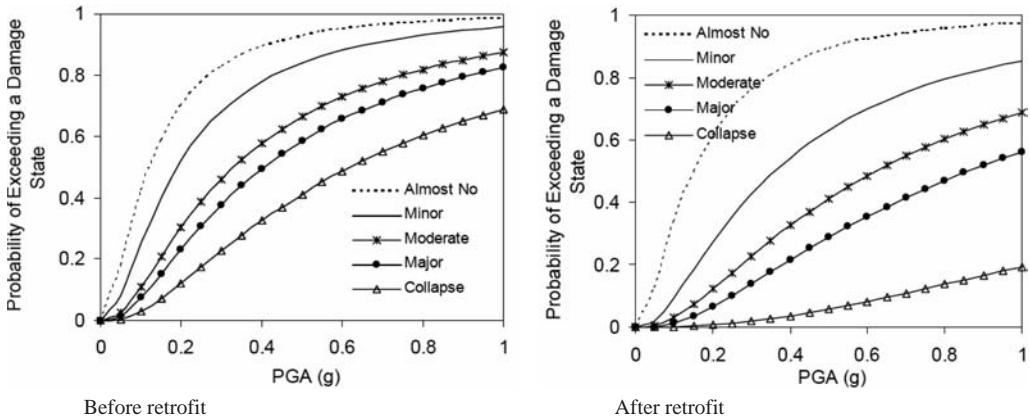 Probability of Exceeding a Damage
State
1
0.8
0.6
0.4
0.2
0
0
0.2
0.4
0.6
0.8
1
PGA (g)
Almost No
Minor
Moderate
Major
Collapse
Before retrofit
Probability of Exceeding a Damage
State
1
0.8
0.6
0.4
0.2
0
0
0.2
0.4
0.6
0.8
1
PGA (g)
Almost No
Minor
Moderate
Major
Collapse
After retrofit